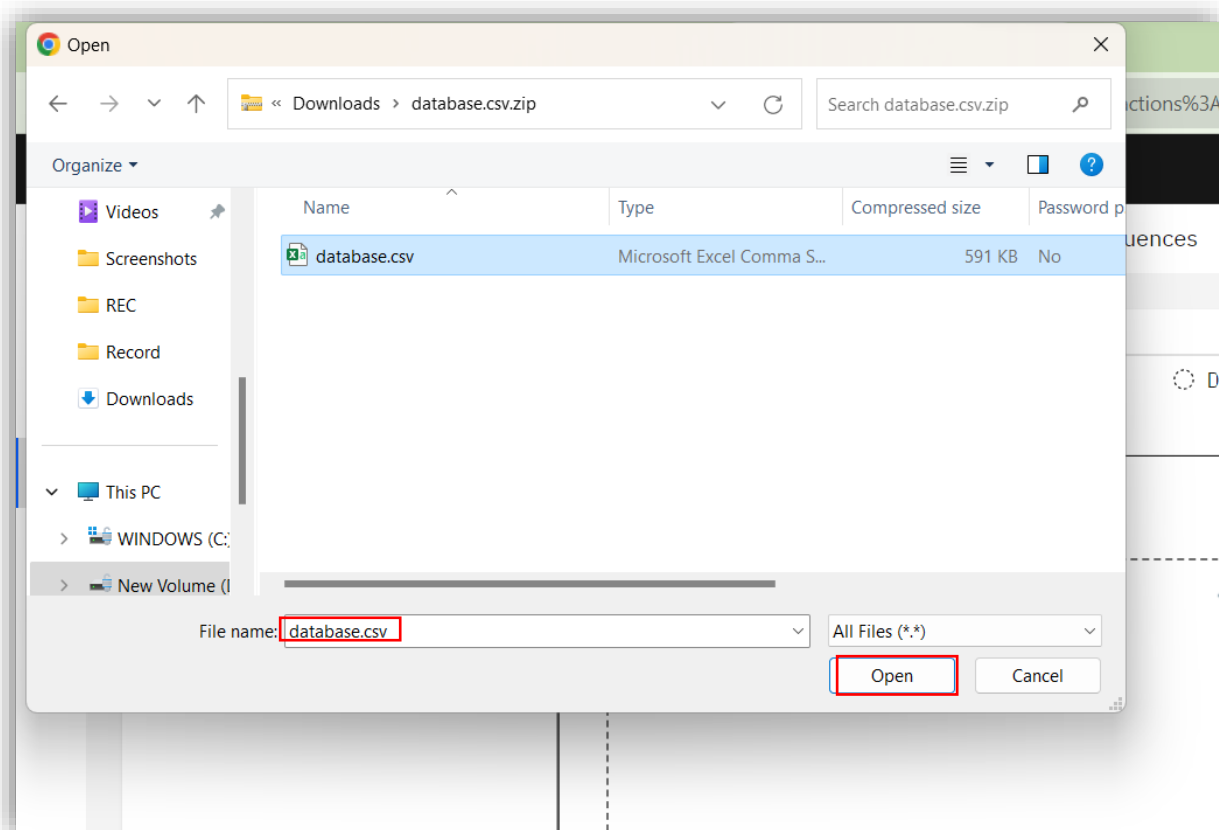 Open
« Downloads > database.csv.zip
Search database.csv.zip
ctions%3A
Organize
Name Type Compressed size Password p
Videos
uences
database.csv Microsoft Excel Comma S... 591 KB No
Screenshots
REC
Record
D
Downloads
This PC
WINDOWS (C:
New Volume (
File name: database.csv All Files (*.*)
Open Cancel